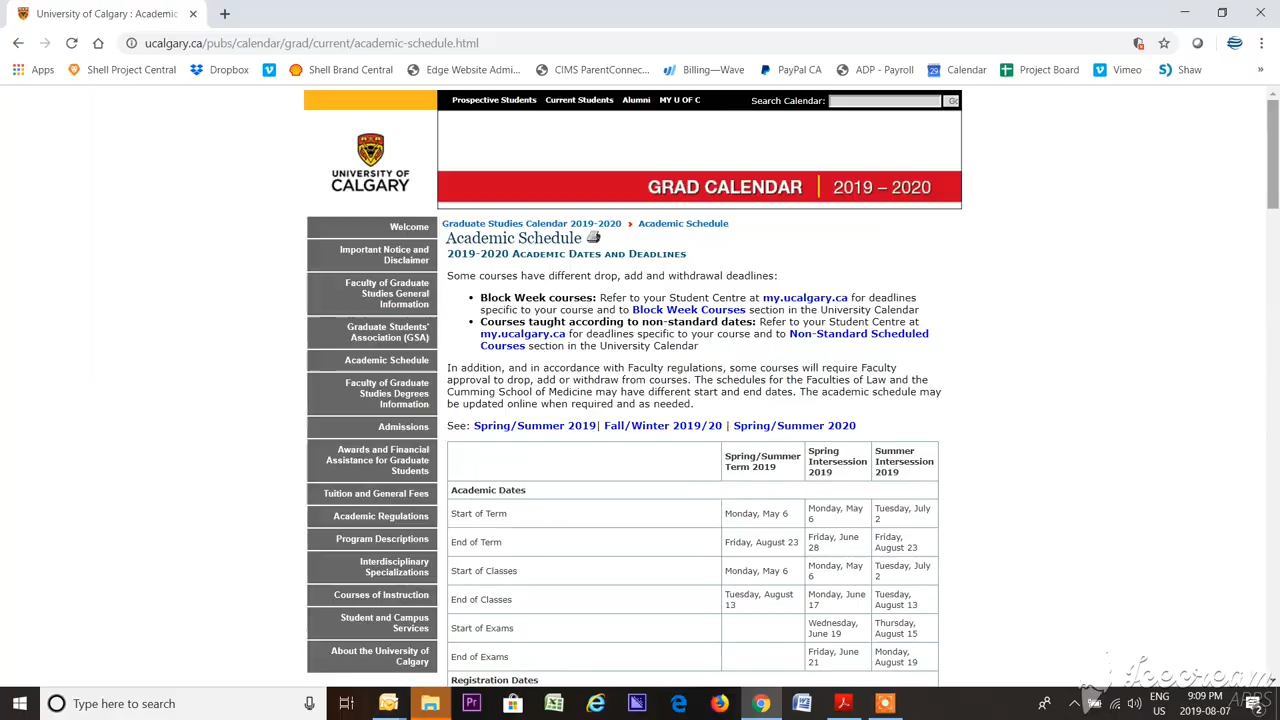 University of Calgary : Academic
ucalgary.ca/pubs/calendar/grad/current/academic-schedule.html
Apps Shell Project Central Dropbox Shell Brand Central Edge Website Admi... CIMS ParentConnec... Billing—Wave PayPal CA ADP - Payroll Calendar Project Board Vimeo Shaw »
Prospective Students Current Students Alumni MY U OF C Search Calendar: Go
UNIVERSITY OF
CALGARY
GRAD CALENDAR | 2019 – 2020
Welcome
Important Notice and
Disclaimer
Faculty of Graduate
Studies General
Information
Graduate Students'
Association (GSA)
Academic Schedule
Faculty of Graduate
Studies Degrees
Information
Admissions
Awards and Financial
Assistance for Graduate
Students
Tuition and General Fees
Academic Regulations
Program Descriptions
Interdisciplinary
Specializations
Courses of Instruction
Student and Campus
Services
About the University of
Calgary
Graduate Studies Calendar 2019-2020 Academic Schedule
Academic Schedule
2019-2020 Academic Dates and Deadlines
Some courses have different drop, add and withdrawal deadlines:
• Block Week courses: Refer to your Student Centre at my.ucalgary.ca for deadlines
specific to your course and to Block Week Courses section in the University Calendar
• Courses taught according to non-standard dates: Refer to your Student Centre at
my.ucalgary.ca for deadlines specific to your course and to Non-Standard Scheduled
Courses section in the University Calendar
In addition, and in accordance with Faculty regulations, some courses will require Faculty
approval to drop, add or withdraw from courses. The schedules for the Faculties of Law and the
Cumming School of Medicine may have different start and end dates. The academic schedule may
be updated online when required and as needed.
See: Spring/Summer 2019| Fall/Winter 2019/20 | Spring/Summer 2020
Spring/Summer
Term 2019
Spring
Intersession
2019
Summer
Intersession
2019
Academic Dates
Start of Term
Monday, May 6
Monday, May
6
Tuesday, July
2
End of Term
Friday, August 23
Friday, June
28
Friday,
August 23
Start of Classes
Monday, May 6
Monday, May
6
Tuesday, July
2
End of Classes
Tuesday, August
13
Monday, June
17
Tuesday,
August 13
Start of Exams
Wednesday,
June 19
Thursday,
August 15
End of Exams
Friday, June
21
Monday,
August 19
Registration Dates
icecream
APPS
Type here to search
ENG
US
9:09 PM
2019-08-07
2